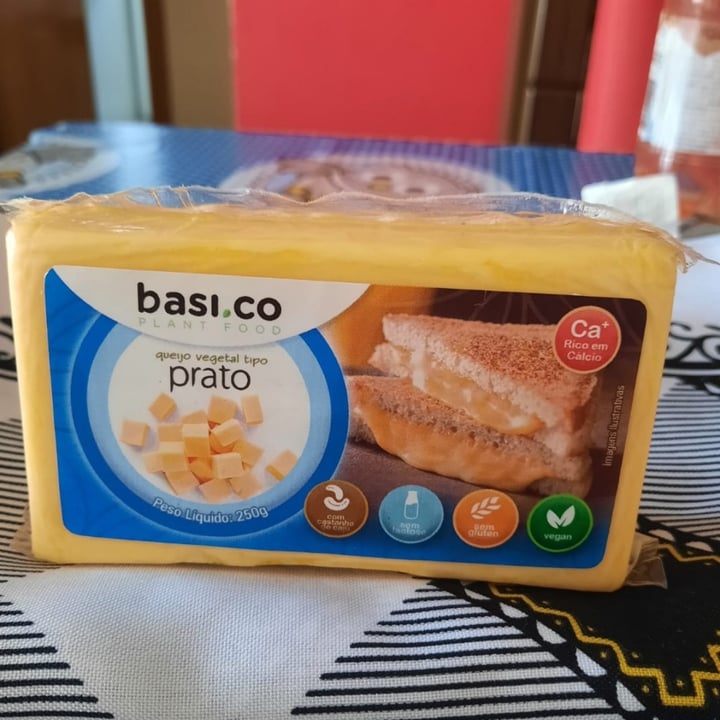 basi.co
PLANT FOOD
queijo vegetal tipo
prato
Peso Líquido: 250g
Ca+
Rico em
Cálcio
Imagens ilustrativas
com
castanha
de caju
sem
lactose
sem
glúten
vegan